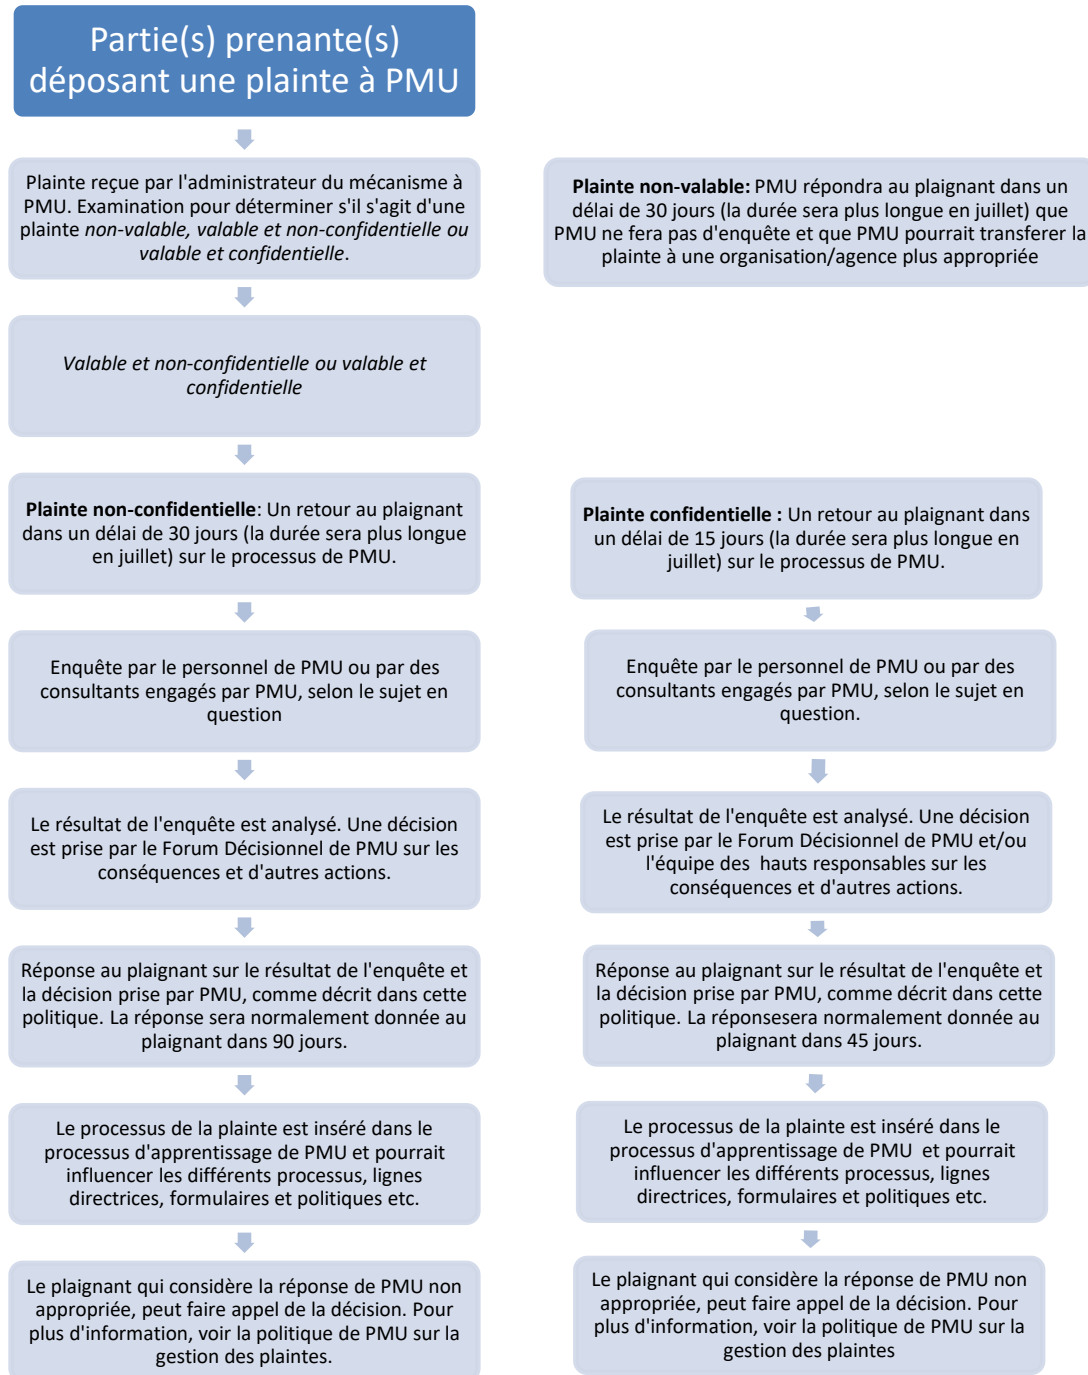 Partie(s) prenante(s)
déposant une plainte à PMU
Plainte reçue par l'administrateur du mécanisme à
PMU. Examination pour déterminer s'il s'agit d'une
plainte non-valable, valable et non-confidentielle ou
valable et confidentielle.
Plainte non-valable: PMU répondra au plaignant dans un
délai de 30 jours (la durée sera plus longue en juillet) que
PMU ne fera pas d'enquête et que PMU pourrait transferer la
plainte à une organisation/agence plus appropriée
Valable et non-confidentielle ou valable et
confidentielle
Plainte non-confidentielle: Un retour au plaignant
dans un délai de 30 jours (la durée sera plus longue
en juillet) sur le processus de PMU.
Enquête par le personnel de PMU ou par des
consultants engagés par PMU, selon le sujet en
question
Le résultat de l'enquête est analysé. Une décision
est prise par le Forum Décisionnel de PMU sur les
conséquences et d'autres actions.
Réponse au plaignant sur le résultat de l'enquête et
la décision prise par PMU, comme décrit dans cette
politique. La réponse sera normalement donnée au
plaignant dans 90 jours.
Le processus de la plainte est inséré dans le
processus d'apprentissage de PMU et pourrait
influencer les différents processus, lignes
directrices, formulaires et politiques etc.
Le plaignant qui considère la réponse de PMU non
appropriée, peut faire appel de la décision. Pour
plus d'information, voir la politique de PMU sur la
gestion des plaintes.
Plainte confidentielle : Un retour au plaignant dans
un délai de 15 jours (la durée sera plus longue en
juillet) sur le processus de PMU.
Enquête par le personnel de PMU ou par des
consultants engagés par PMU, selon le sujet en
question.
Le résultat de l'enquête est analysé. Une décision
est prise par le Forum Décisionnel de PMU et/ou
l'équipe des hauts responsables sur les
conséquences et d'autres actions.
Réponse au plaignant sur le résultat de l'enquête et
la décision prise par PMU, comme décrit dans cette
politique. La réponsesera normalement donnée au
plaignant dans 45 jours.
Le processus de la plainte est inséré dans le
processus d'apprentissage de PMU et pourrait
influencer les différents processus, lignes
directrices, formulaires et politiques etc.
Le plaignant qui considère la réponse de PMU non
appropriée, peut faire appel de la décision. Pour
plus d'information, voir la politique de PMU sur la
gestion des plaintes